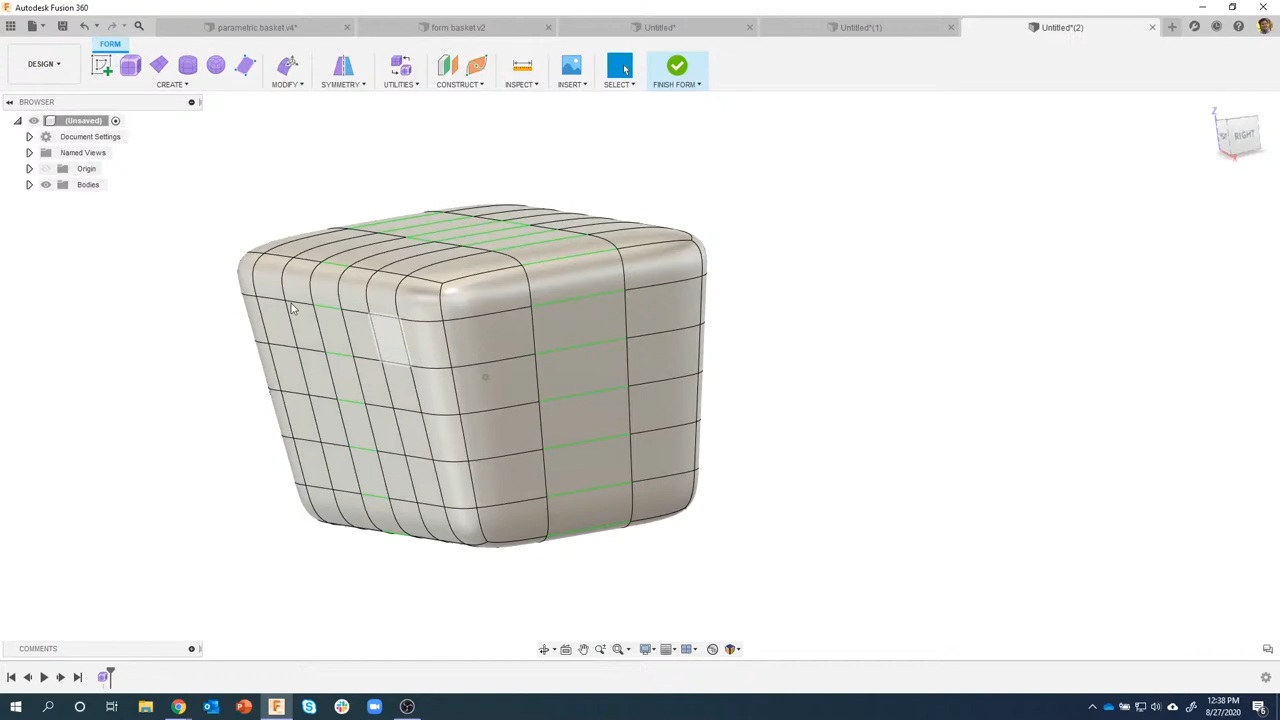 Autodesk Fusion 360
parametric basket v4*
form basket v2
Untitled*
Untitled*(1)
Untitled*(2)
FORM
DESIGN
CREATE
MODIFY
SYMMETRY
UTILITIES
CONSTRUCT
INSPECT
INSERT
SELECT
FINISH FORM
BROWSER
(Unsaved)
Document Settings
Named Views
Origin
Bodies
Z
RIGHT
X
COMMENTS
12:38 PM
8/27/2020
6